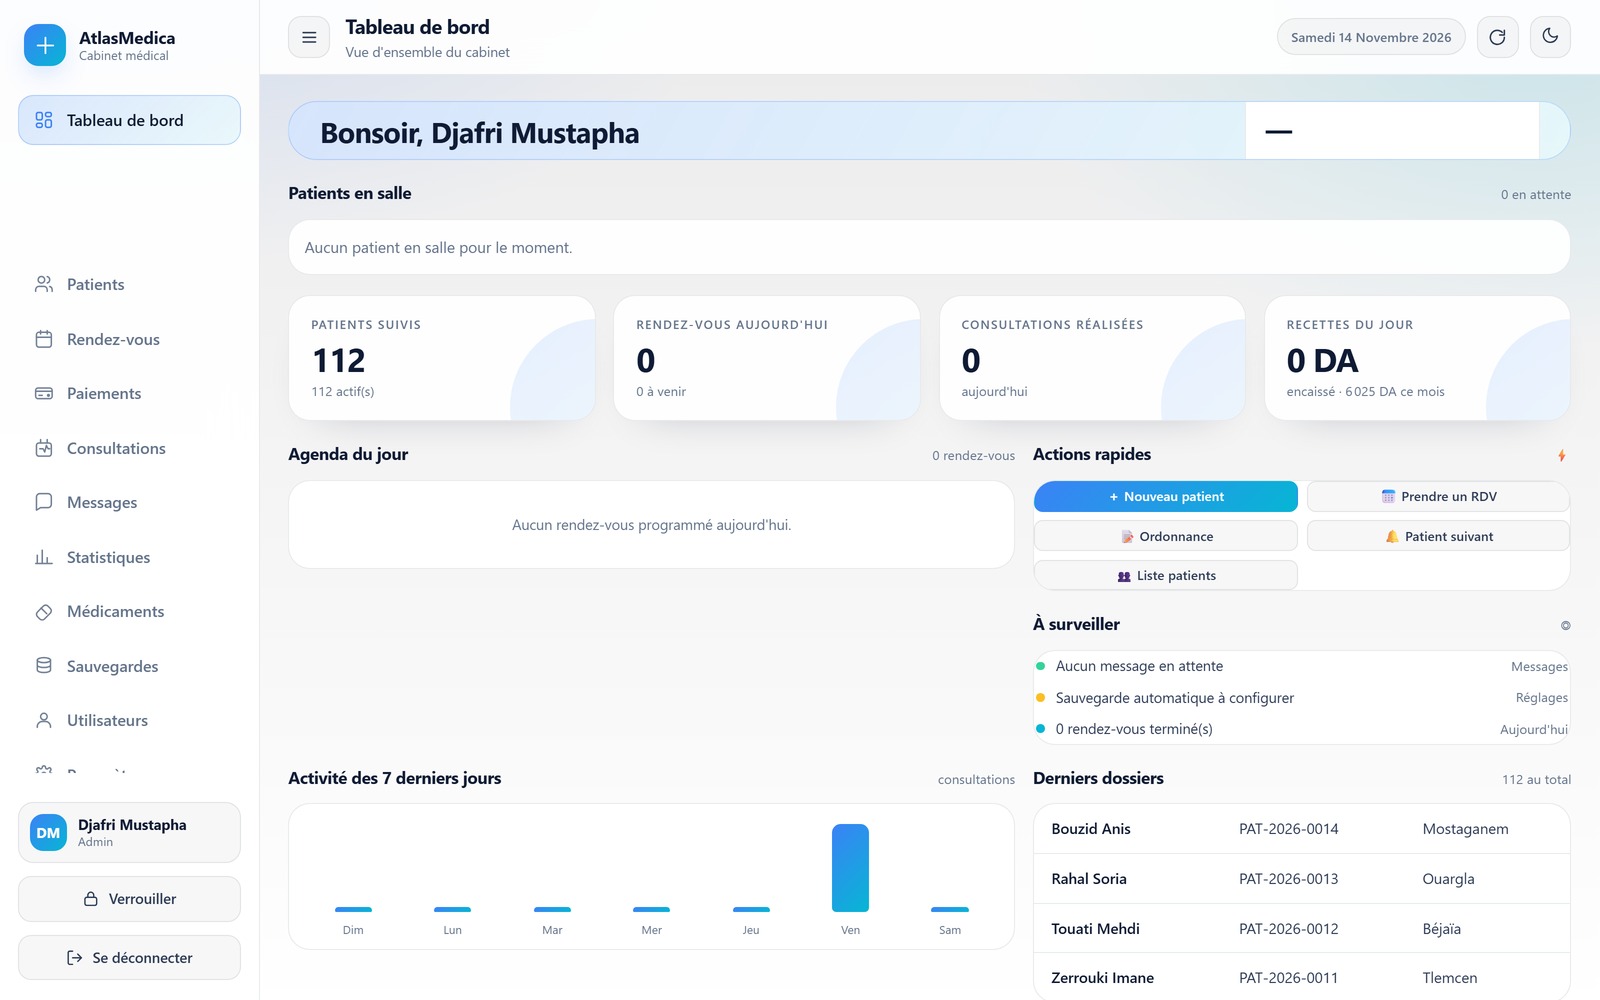 AtlasMedica
Cabinet médical
Tableau de bord
Patients
Rendez-vous
Paiements
Consultations
Messages
Statistiques
Médicaments
Sauvegardes
Utilisateurs
Djafri Mustapha
DM
Admin
Verrouiller
Se déconnecter
Tableau de bord
Vue d'ensemble du cabinet
Samedi 14 Novembre 2026
Bonsoir, Djafri Mustapha
—
Patients en salle
0 en attente
Aucun patient en salle pour le moment.
PATIENTS SUIVIS
112
112 actif(s)
RENDEZ-VOUS AUJOURD'HUI
0
0 à venir
CONSULTATIONS RÉALISÉES
0
aujourd'hui
RECETTES DU JOUR
0 DA
encaissé · 6 025 DA ce mois
Agenda du jour
0 rendez-vous
Aucun rendez-vous programmé aujourd'hui.
Actions rapides
+ Nouveau patient
Prendre un RDV
Ordonnance
Patient suivant
Liste patients
À surveiller
Aucun message en attente
Messages
Sauvegarde automatique à configurer
Réglages
0 rendez-vous terminé(s)
Aujourd'hui
Activité des 7 derniers jours
consultations
Dim Lun Mar Mer Jeu Ven Sam
Derniers dossiers
112 au total
Bouzid Anis PAT-2026-0014 Mostaganem
Rahal Soria PAT-2026-0013 Ouargla
Touati Mehdi PAT-2026-0012 Béjaïa
Zerrouki Imane PAT-2026-0011 Tlemcen